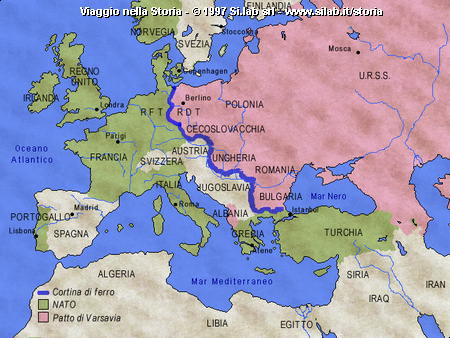 Viaggio nella Storia - ©1997 Si.lab srl - www.silab.it/storia
FINLANDIA
NORVEGIA
SVEZIA
Stoccolma
Mosca
U.R.S.S.
Copenhagen
REGNO
UNITO
IRLANDA
Berlino
POLONIA
Londra
RFT
RDT
CECOSLOVACCHIA
Parigi
Oceano
Atlantico
FRANCIA
AUSTRIA
SVIZZERA
UNGHERIA
ROMANIA
ITALIA
JUGOSLAVIA
Mar Nero
BULGARIA
PORTOGALLO
Madrid
Roma
ALBANIA
Istanbul
Lisbona
SPAGNA
GRECIA
TURCHIA
Atene
ALGERIA
Mar Mediterraneo
SIRIA
IRAN
IRAQ
Cortina di ferro
NATO
Patto di Varsavia
LIBIA
EGITTO